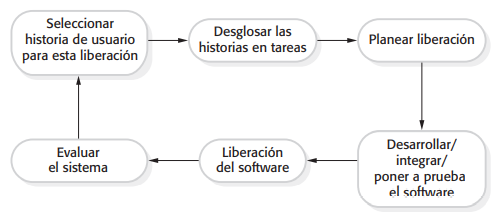 Seleccionar
historia de usuario
para esta liberación
Desglosar las
historias en tareas
Planear liberación
Desarrollar/
integrar/
poner a prueba
el software
Liberación
del software
Evaluar
el sistema